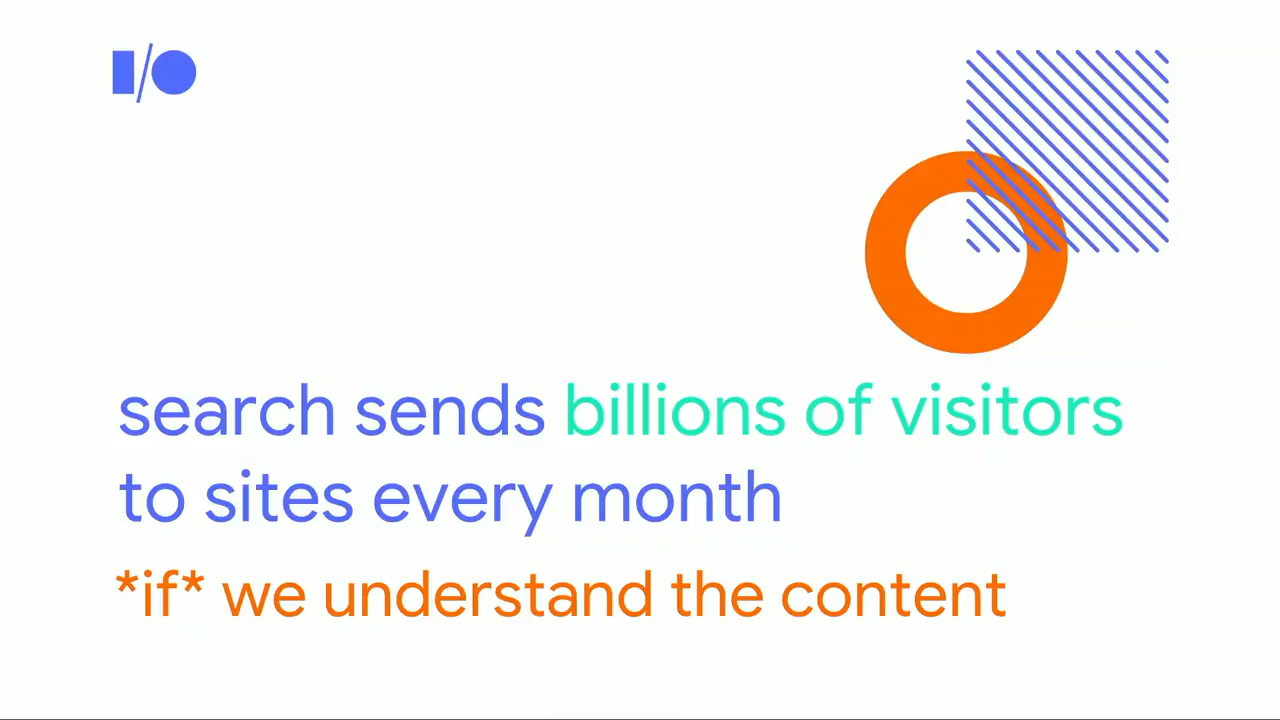 I/O
search sends billions of visitors
to sites every month
*if* we understand the content